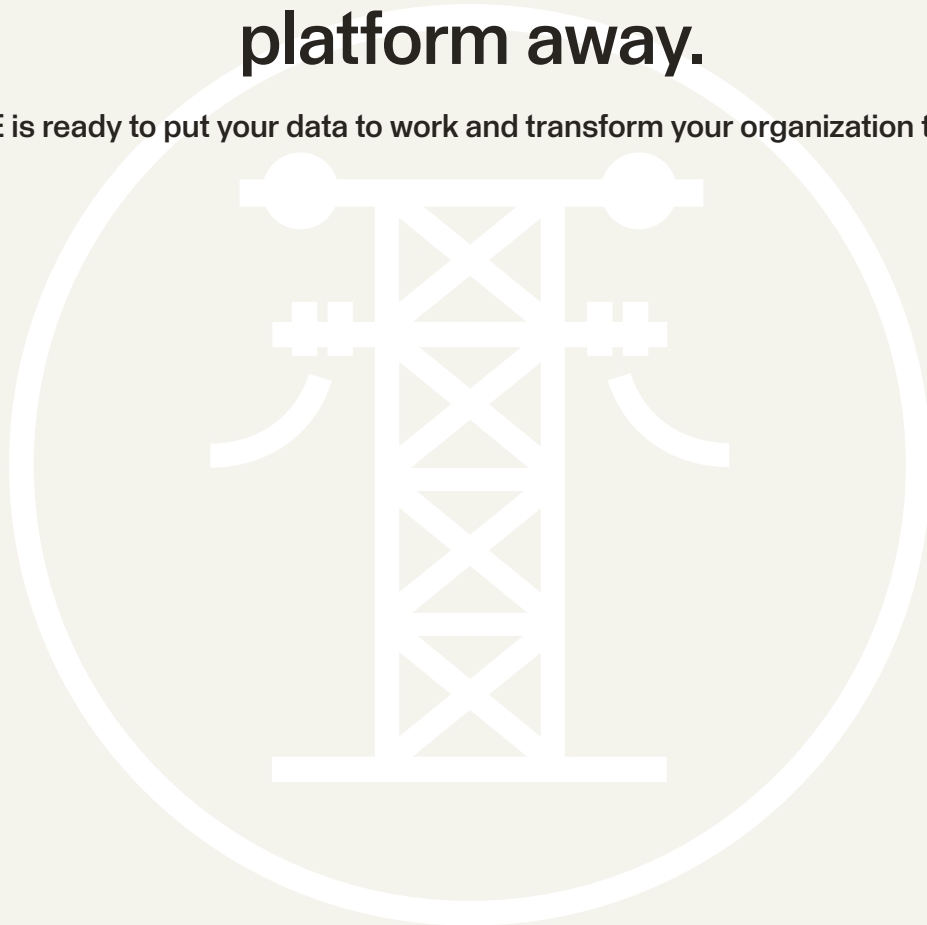 platform away.
is ready to put your data to work and transform your organization